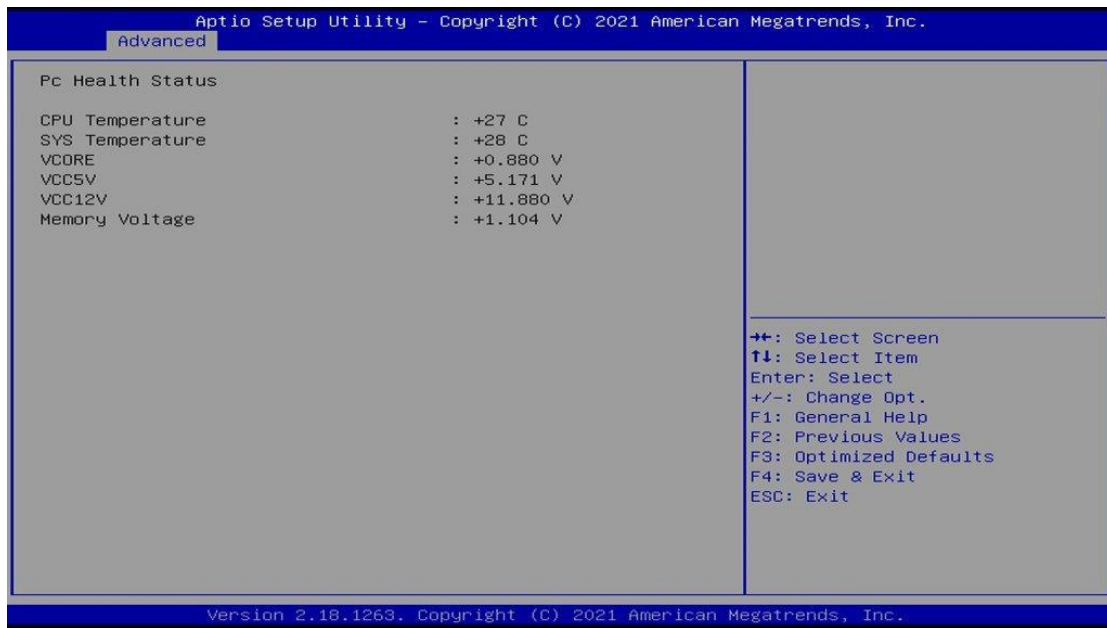 Aptio Setup Utility – Copyright (C) 2021 American Megatrends, Inc.
Advanced
Pc Health Status
CPU Temperature : +27 C
SYS Temperature : +28 C
VCORE : +0.880 V
VCC5V : +5.171 V
VCC12V : +11.880 V
Memory Voltage : +1.104 V
→←: Select Screen
↑↓: Select Item
Enter: Select
+/-: Change Opt.
F1: General Help
F2: Previous Values
F3: Optimized Defaults
F4: Save & Exit
ESC: Exit
Version 2.18.1263. Copyright (C) 2021 American Megatrends, Inc.